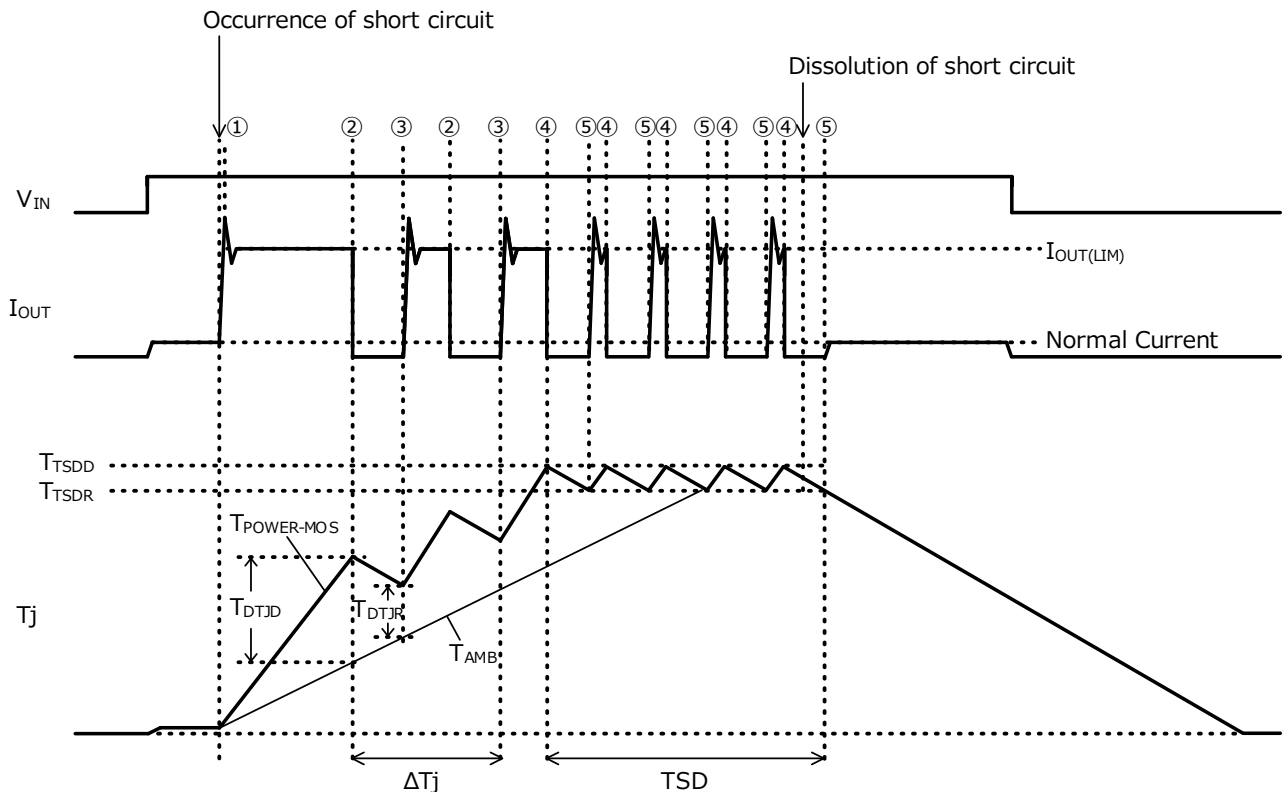 Occurrence of short circuit
Dissolution of short circuit
① ② ③ ② ③ ④ ⑤④ ⑤④ ⑤④ ⑤④ ⑤
VIN
IOUT(LIM)
IOUT
Normal Current
TTSDD
TTSDR
TPOWER-MOS
TDTJD
TDTJR
Tj
TAMB
ΔTj
TSD